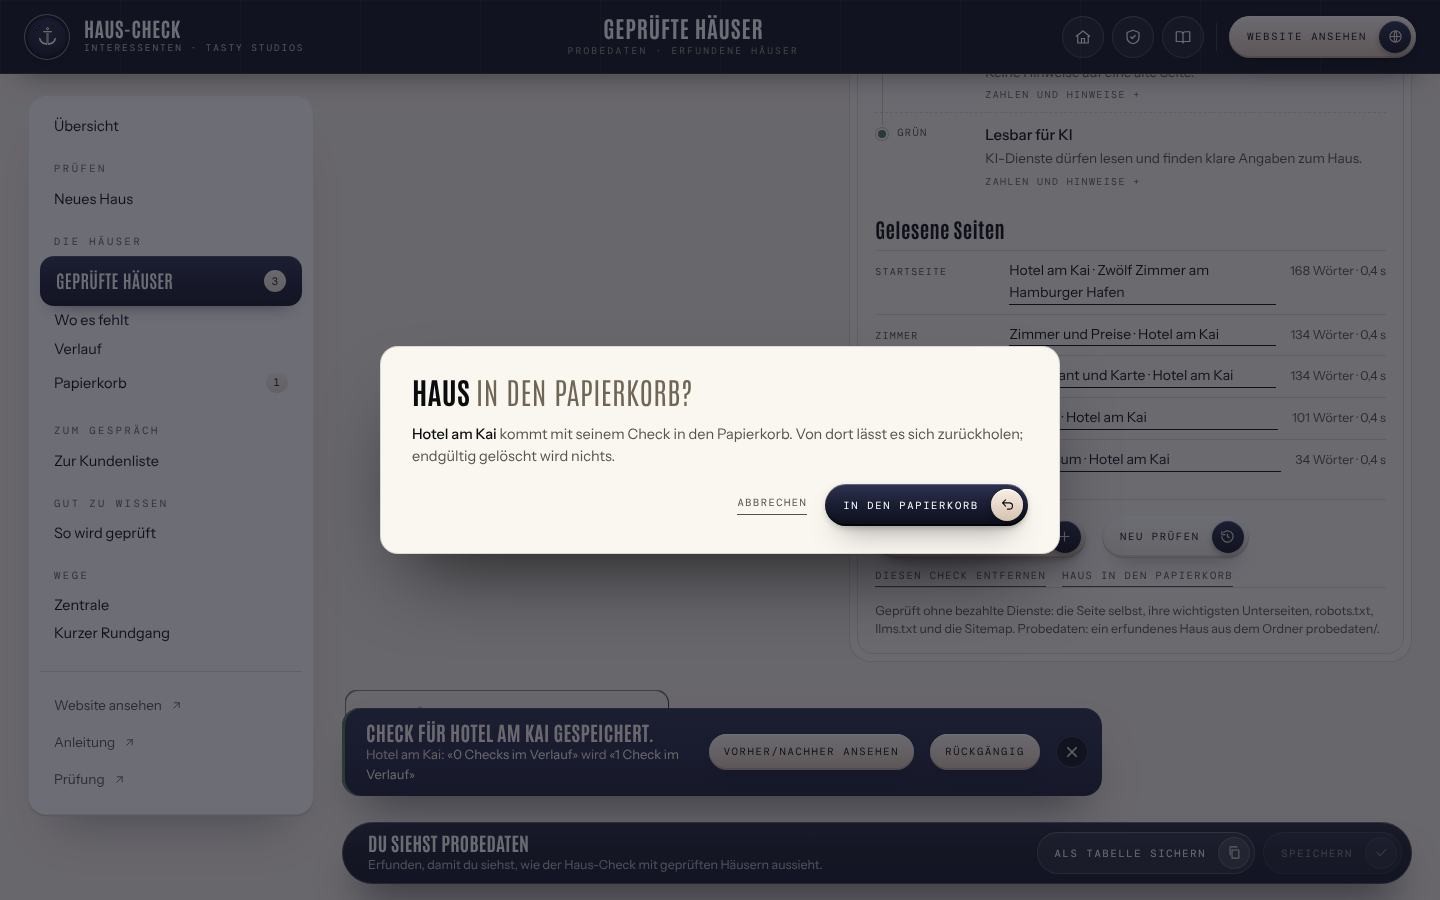 HAUS-CHECK
INTERESSENTEN · TASTY STUDIOS
GEPRÜFTE HÄUSER
PROBEDATEN · ERFUNDENE HÄUSER
WEBSITE ANSEHEN
Übersicht
PRÜFEN
Neues Haus
DIE HÄUSER
GEPRÜFTE HÄUSER 3
Wo es fehlt
Verlauf
Papierkorb 1
ZUM GESPRÄCH
Zur Kundenliste
GUT ZU WISSEN
So wird geprüft
WEGE
Zentrale
Kurzer Rundgang
Website ansehen
Anleitung
Prüfung
Keine Hinweise auf eine alte Seite.
ZAHLEN UND HINWEISE +
GRÜN Lesbar für KI
KI-Dienste dürfen lesen und finden klare Angaben zum Haus.
ZAHLEN UND HINWEISE +
Gelesene Seiten
STARTSEITE Hotel am Kai · Zwölf Zimmer am 168 Wörter · 0,4 s
Hamburger Hafen
ZIMMER Zimmer und Preise · Hotel am Kai 134 Wörter · 0,4 s
ant und Karte · Hotel am Kai 134 Wörter · 0,4 s
· Hotel am Kai 101 Wörter · 0,4 s
um · Hotel am Kai 34 Wörter · 0,4 s
HAUS IN DEN PAPIERKORB?
Hotel am Kai kommt mit seinem Check in den Papierkorb. Von dort lässt es sich zurückholen;
endgültig gelöscht wird nichts.
ABBRECHEN IN DEN PAPIERKORB
NEU PRÜFEN
DIESEN CHECK ENTFERNEN HAUS IN DEN PAPIERKORB
Geprüft ohne bezahlte Dienste: die Seite selbst, ihre wichtigsten Unterseiten, robots.txt,
llms.txt und die Sitemap. Probedaten: ein erfundenes Haus aus dem Ordner probedaten/.
CHECK FÜR HOTEL AM KAI GESPEICHERT.
Hotel am Kai: «0 Checks im Verlauf» wird «1 Check im
Verlauf»
VORHER/NACHHER ANSEHEN RÜCKGÄNGIG
DU SIEHST PROBEDATEN
Erfunden, damit du siehst, wie der Haus-Check mit geprüften Häusern aussieht.
ALS TABELLE SICHERN SPEICHERN